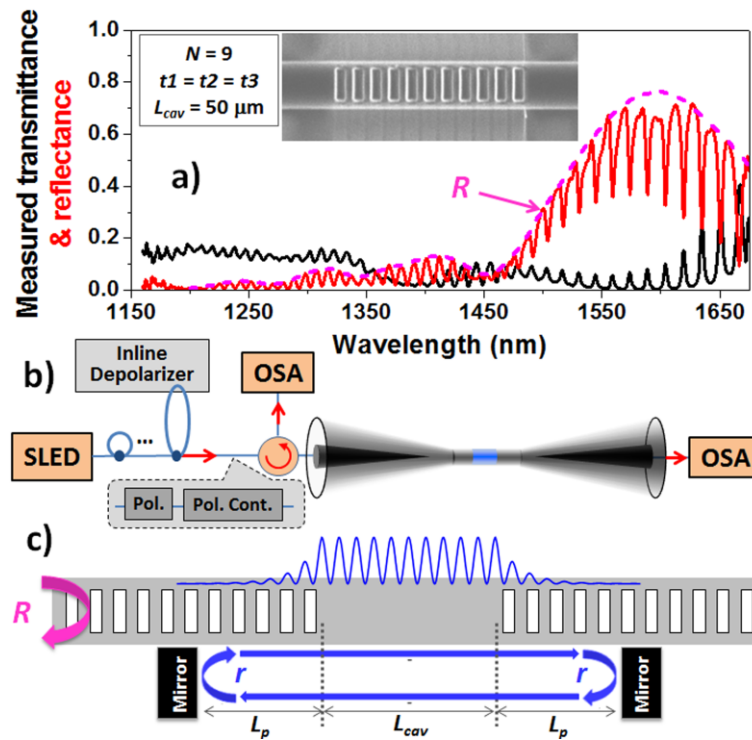 a)
N = 9
t1 = t2 = t3
L_cav = 50 μm
R
Measured transmittance
& reflectance
1.0
0.8
0.6
0.4
0.2
0.0
1150 1250 1350 1450 1550 1650
Wavelength (nm)
b)
Inline
Depolarizer
OSA
SLED
...
Pol. Pol. Cont.
OSA
c)
R
Mirror r r Mirror
L_p L_cav L_p